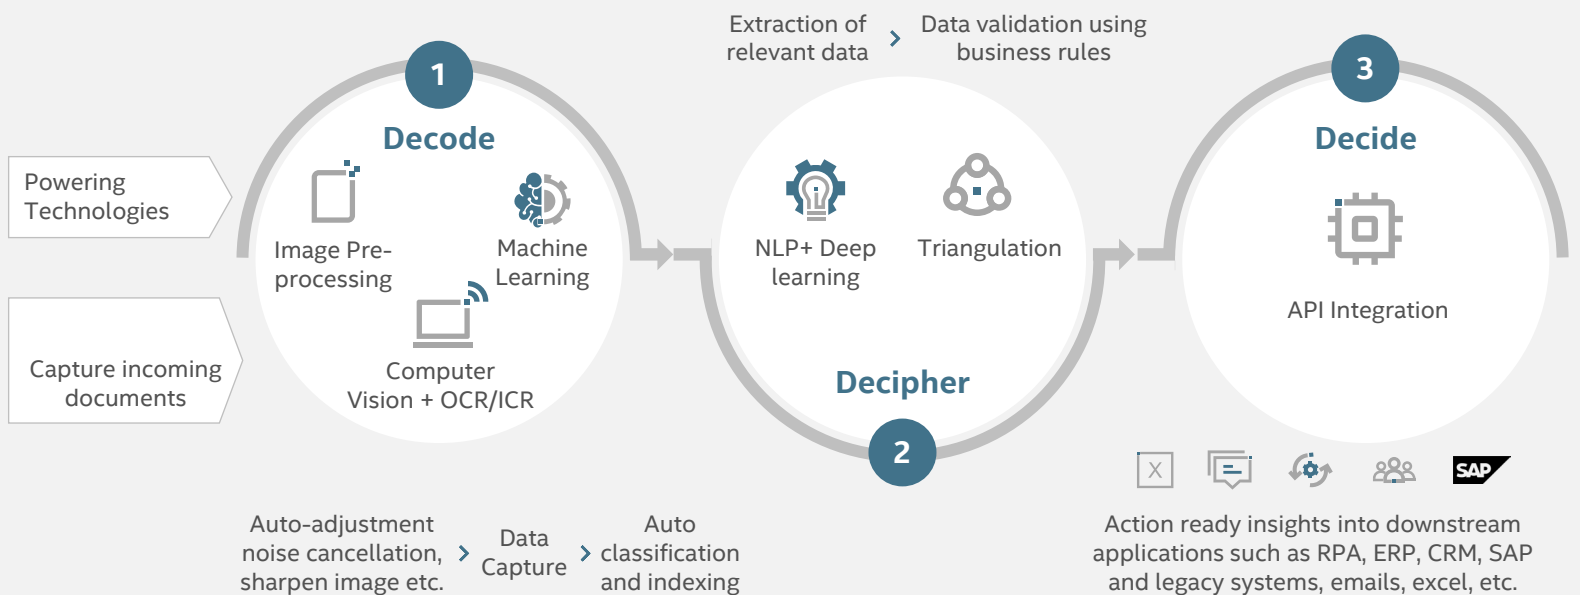 Powering
Technologies
Capture incoming
documents
1
Decode
Image Pre-
processing
Machine
Learning
Computer
Vision + OCR/ICR
Auto-adjustment
noise cancellation,
sharpen image etc.
Data
Capture
Auto
classification
and indexing
Extraction of
relevant data
Data validation using
business rules
NLP+ Deep
learning
Triangulation
Decipher
2
3
Decide
API Integration
X
SAP
Action ready insights into downstream
applications such as RPA, ERP, CRM, SAP
and legacy systems, emails, excel, etc.